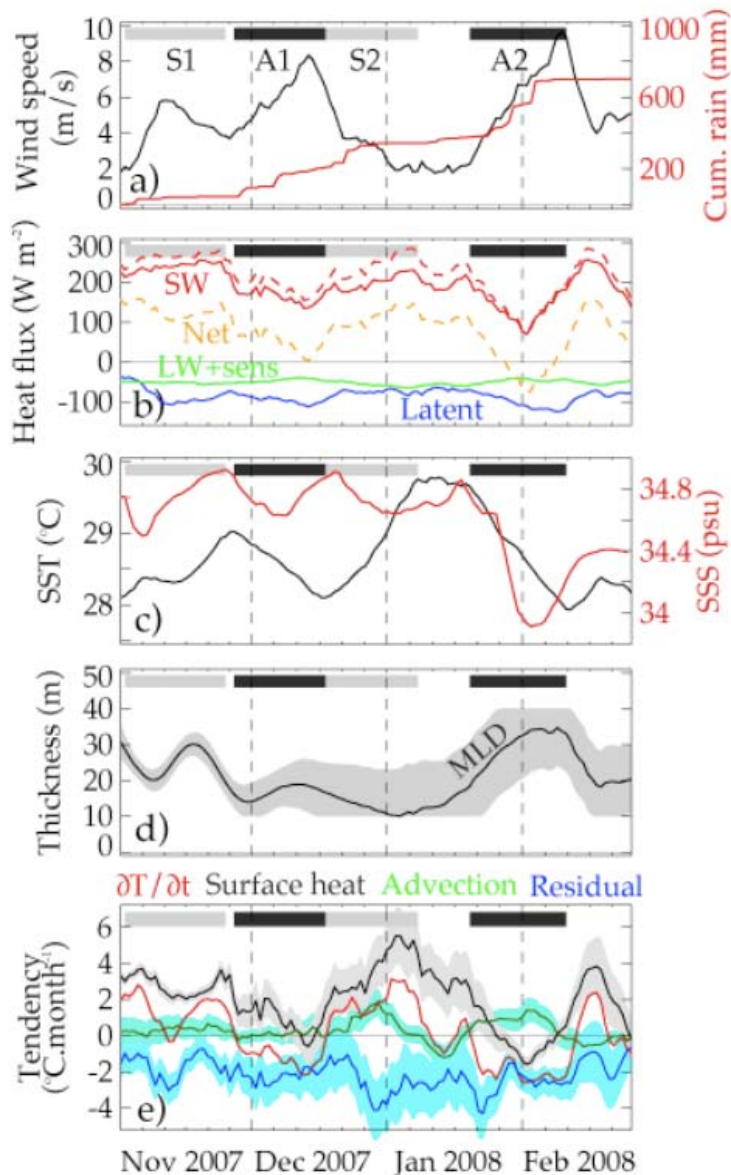 Wind speed
(m/s)
10
8
6
4
2
0
S1
A1
S2
A2
a)
1000
600
200
Cum. rain (mm)
Heat flux (W m⁻²)
300
200
100
0
-100
SW
Net
LW+sens
Latent
b)
SST (°C)
30
29
28
c)
34.8
34.4
34
SSS (psu)
Thickness (m)
50
40
30
20
10
0
MLD
d)
∂T/∂t Surface heat Advection Residual
Tendency
(°C.month⁻¹)
6
4
2
0
-2
-4
e)
Nov 2007 Dec 2007 Jan 2008 Feb 2008